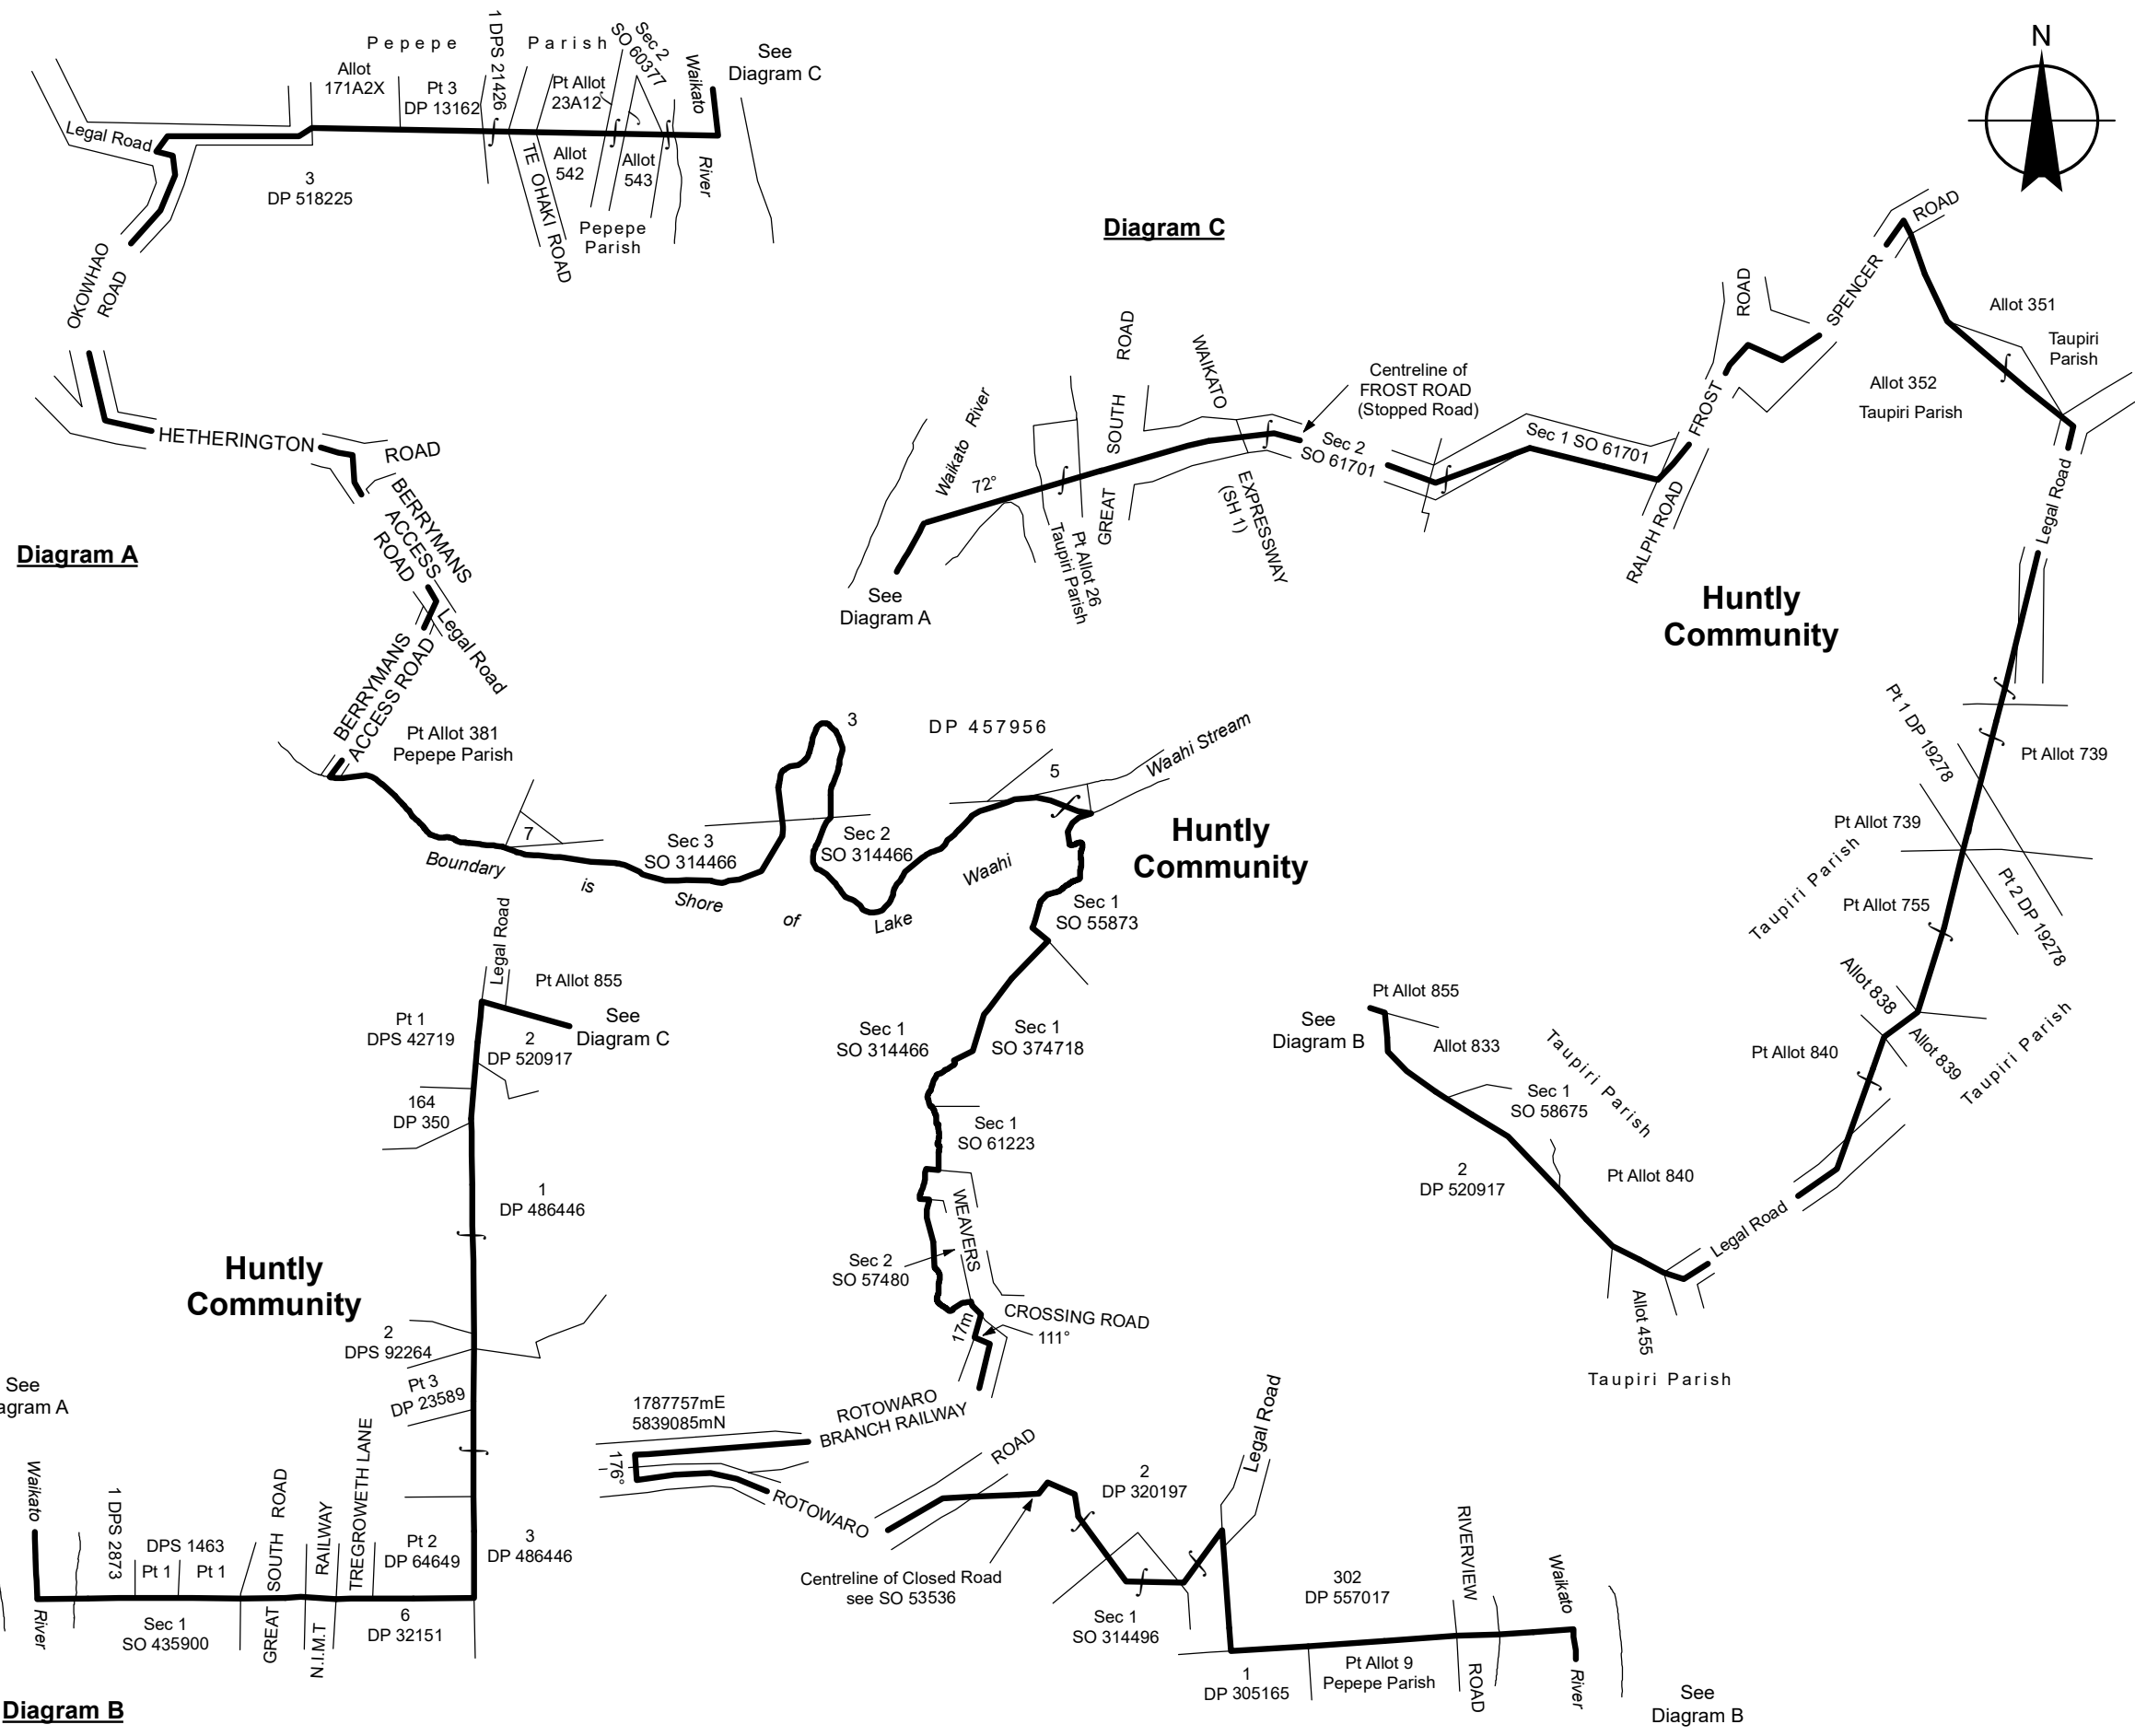 Pepepe Parish
Allot
171A2X
Pt 3
DP 13162
1 DPS 21426
Pt Allot
23A12
Sec 2
SO 60377
Waikato
River
See
Diagram C
Legal Road
3
DP 518225
TE OHAKI ROAD
Allot
542
Allot
543
Pepepe
Parish
OKOWHAO
ROAD
HETHERINGTON
ROAD
BERRYMANS
ACCESS
ROAD
Legal Road
BERRYMANS
ACCESS ROAD
Diagram A
Pt Allot 381
Pepepe Parish
7
Boundary is Shore of Lake Waahi
Sec 3
SO 314466
3
DP 457956
Sec 2
SO 314466
5
Waahi Stream
Huntly
Community
Sec 1
SO 55873
Sec 1
SO 314466
Sec 1
SO 374718
Sec 1
SO 61223
WEAVERS
Sec 2
SO 57480
CROSSING ROAD
17m
111°
ROTOWARO
BRANCH RAILWAY
1787757mE
5839085mN
176°
ROTOWARO
ROAD
Centreline of Closed Road
see SO 53536
2
DP 320197
Sec 1
SO 314496
Legal Road
1
DP 305165
302
DP 557017
Pt Allot 9
Pepepe Parish
RIVERVIEW
ROAD
Waikato
River
See
Diagram B
Diagram C
N
Waikato River
72°
See
Diagram A
Pt Allot 26
Taupiri Parish
GREAT SOUTH ROAD
WAIKATO
EXPRESSWAY
(SH 1)
Centreline of
FROST ROAD
(Stopped Road)
Sec 2
SO 61701
Sec 1 SO 61701
RALPH ROAD
FROST
ROAD
SPENCER
ROAD
Allot 351
Taupiri
Parish
Allot 352
Taupiri Parish
Legal Road
Huntly
Community
Pt 1 DP 19278
Pt Allot 739
Pt Allot 739
Taupiri Parish
Pt Allot 755
Pt 2 DP 19278
Allot 838
Allot 839
Taupiri Parish
Pt Allot 840
Legal Road
Pt Allot 855
See
Diagram B
Allot 833
Taupiri Parish
Sec 1
SO 58675
Pt Allot 840
2
DP 520917
Allot 455
Taupiri Parish
Legal Road
Pt Allot 855
See
Diagram C
Pt 1
DPS 42719
2
DP 520917
164
DP 350
1
DP 486446
Huntly
Community
2
DPS 92264
Pt 3
DP 23589
See
agram A
Waikato
River
1 DPS 2873
DPS 1463
Pt 1
Pt 1
Sec 1
SO 435900
GREAT SOUTH ROAD
N.I.M.T RAILWAY
TREGROWETH LANE
Pt 2
DP 64649
3
DP 486446
6
DP 32151
Diagram B